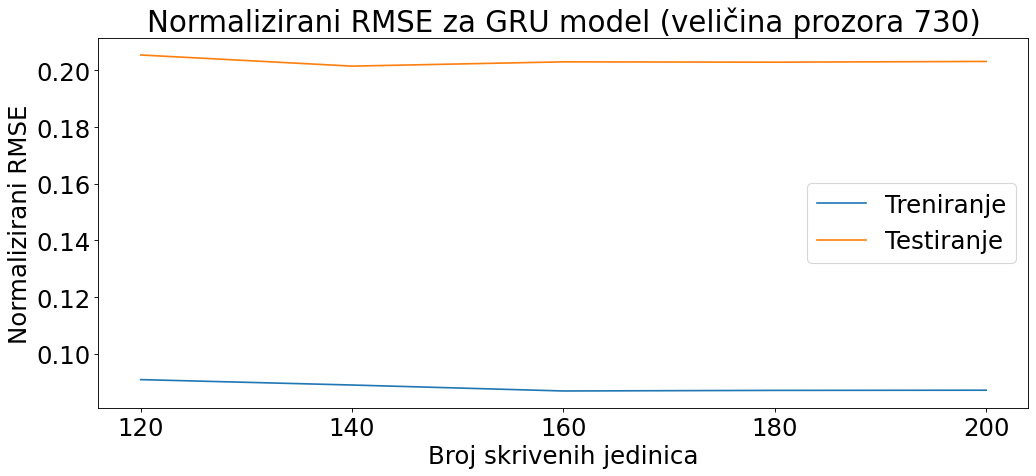 Normalizirani RMSE za GRU model (veličina prozora 730)
Normalizirani RMSE
0.20
0.18
0.16
0.14
0.12
0.10
Treniranje
Testiranje
120 140 160 180 200
Broj skrivenih jedinica